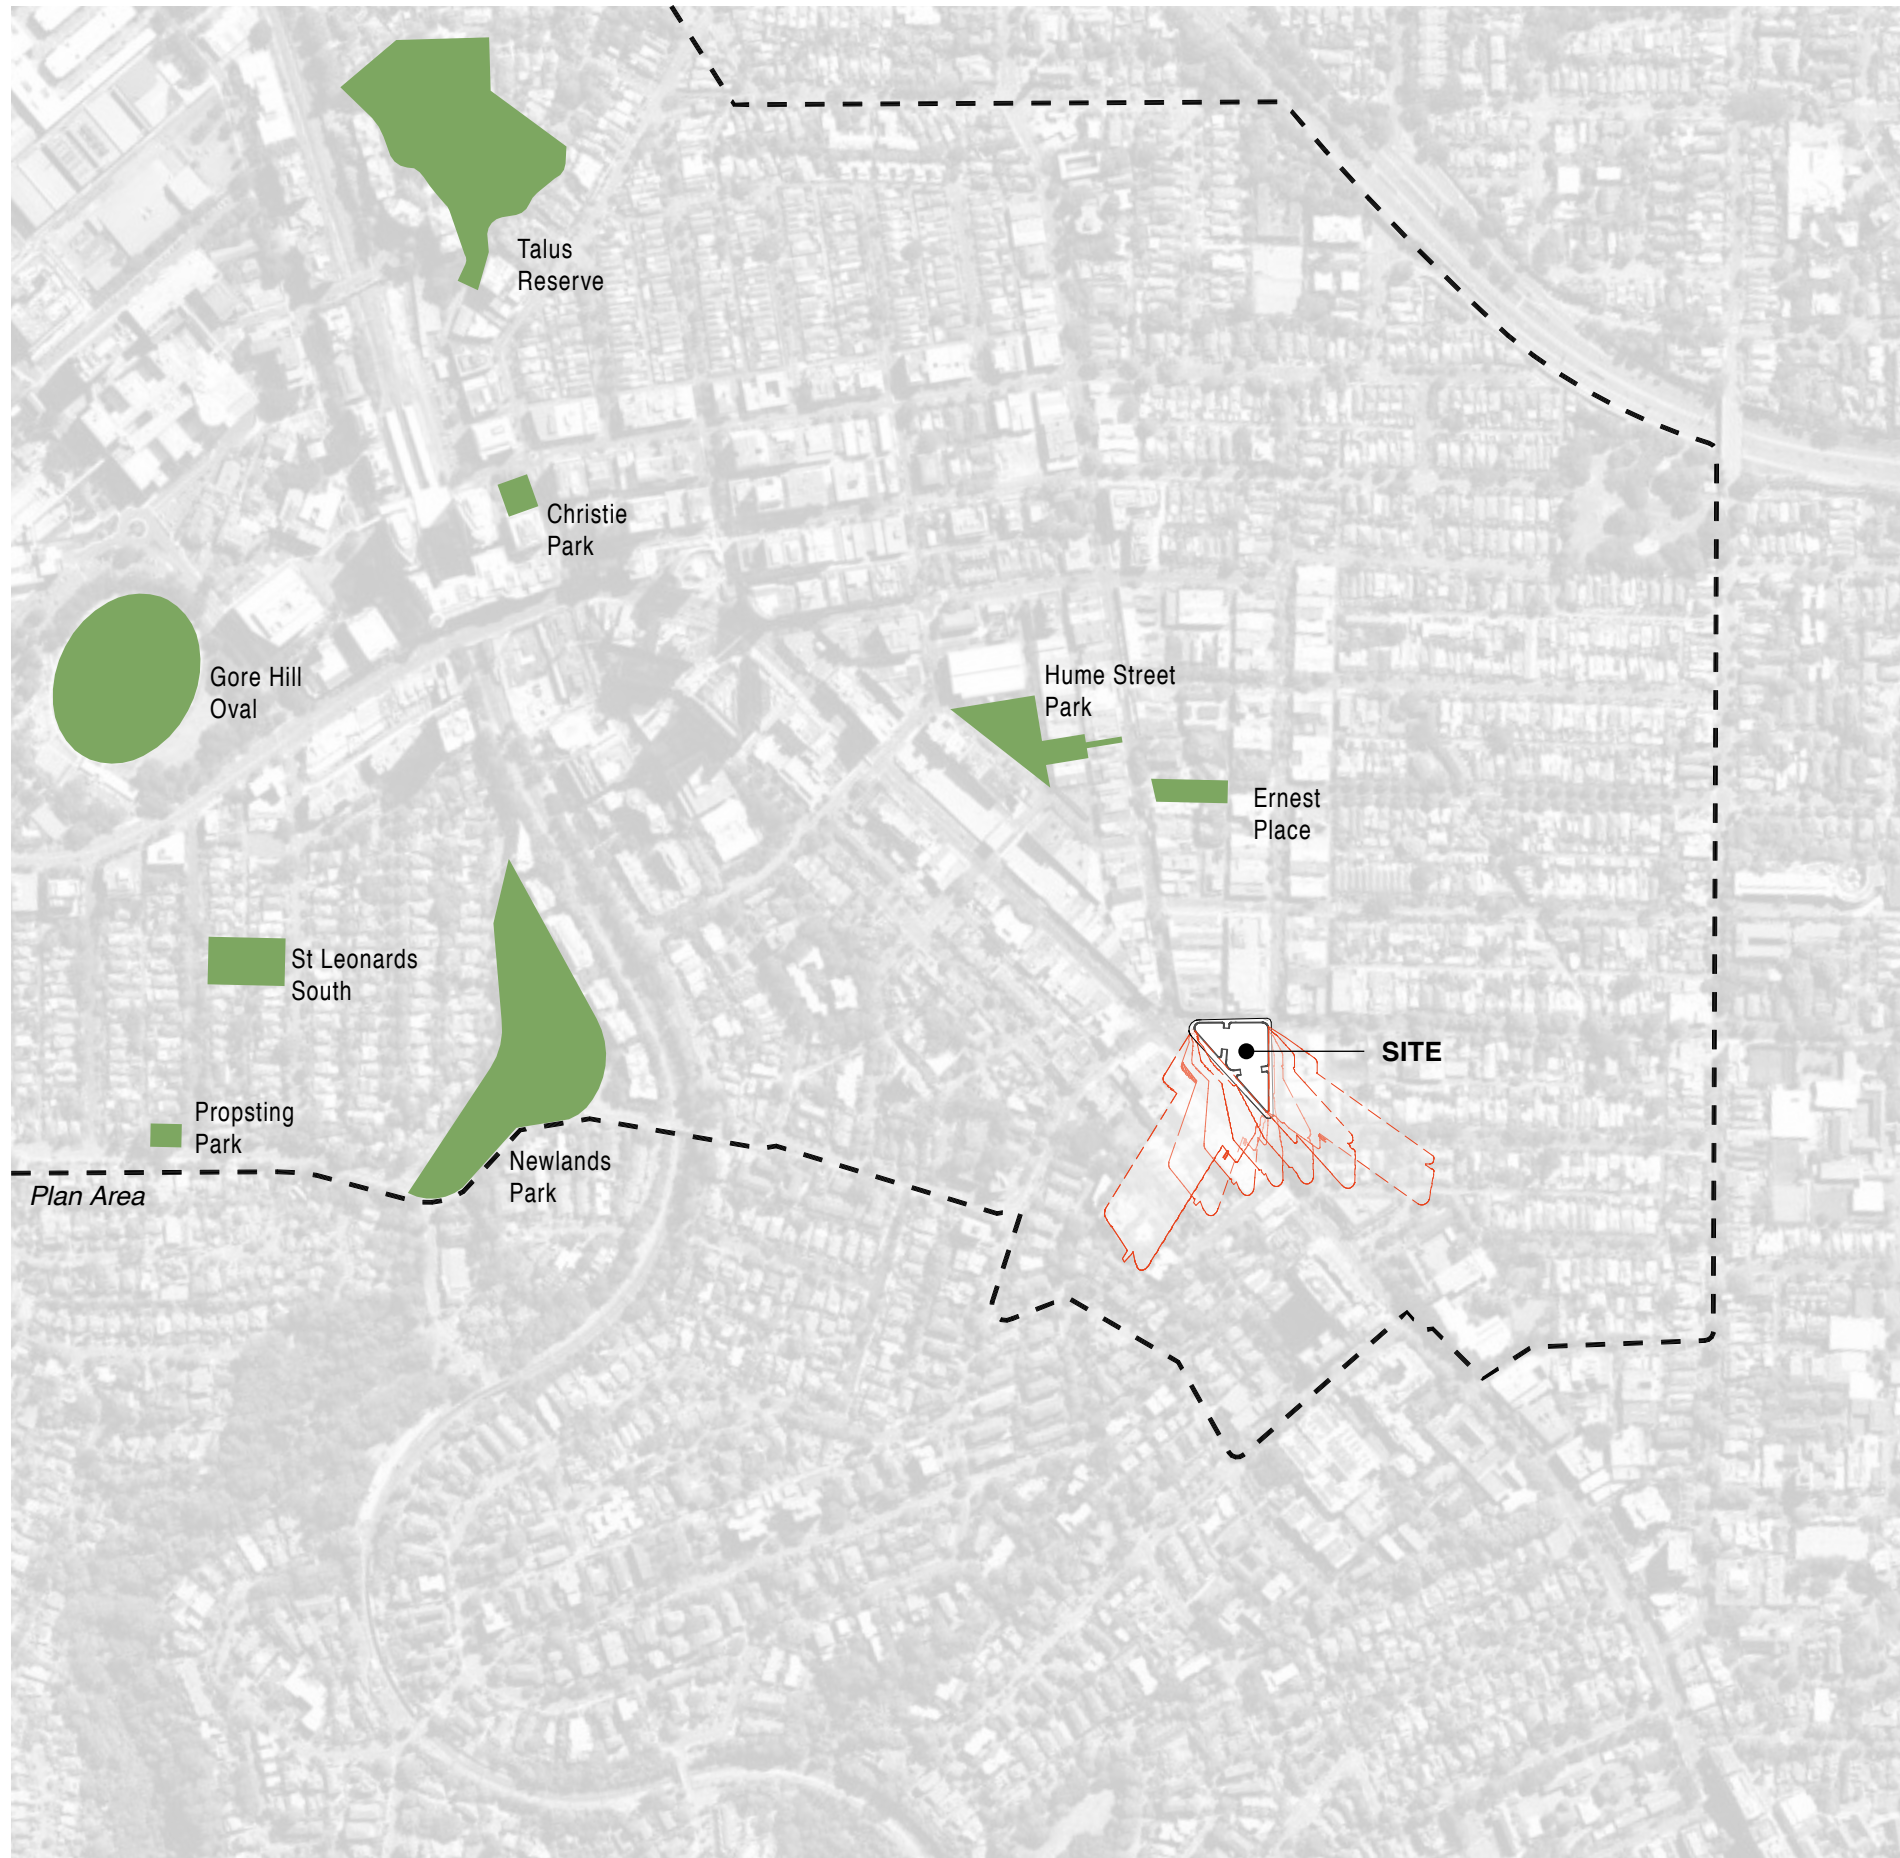 Talus
Reserve
Christie
Park
Gore Hill
Oval
Hume Street
Park
Ernest
Place
St Leonards
South
SITE
Propsting
Park
Newlands
Park
Plan Area